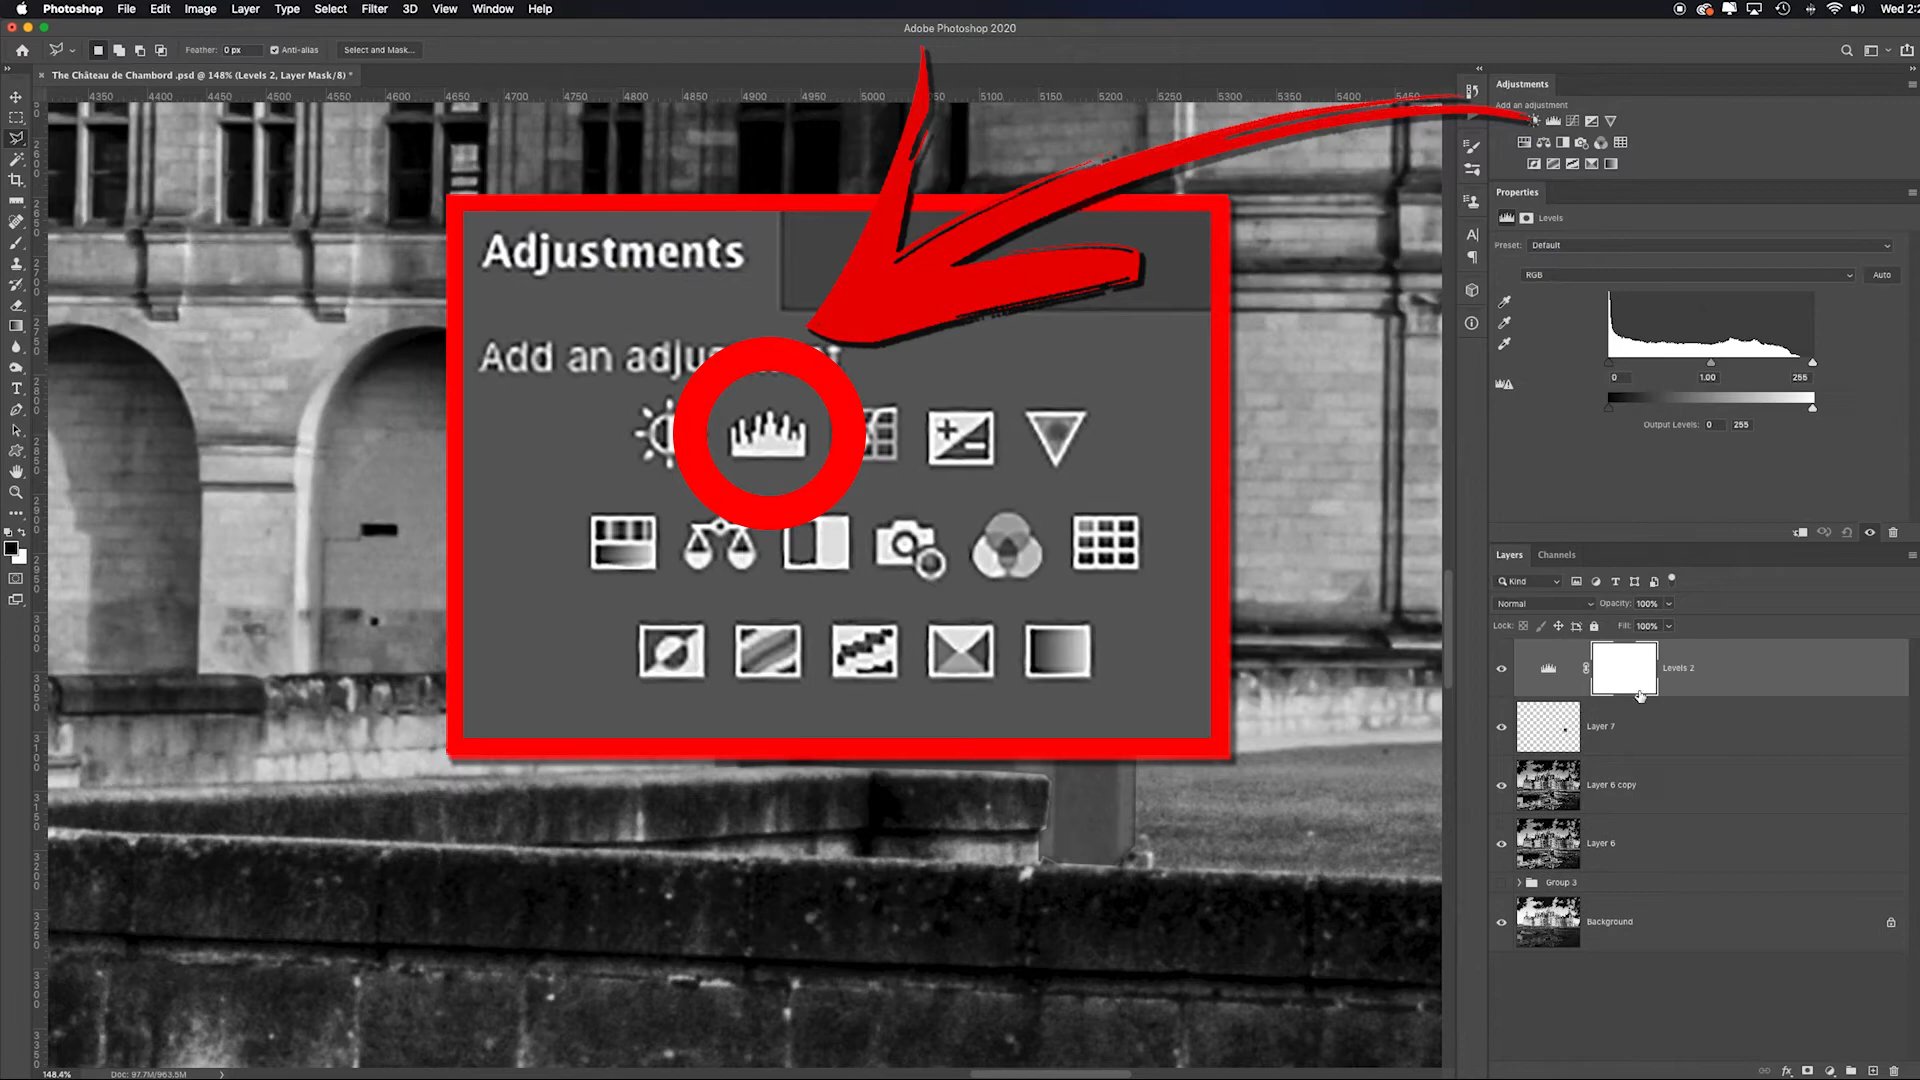 Photoshop File Edit Image Layer Type Select Filter 3D View Window Help
Adobe Photoshop 2020
Feather: 0 px Anti-alias Select and Mask...
The Château de Chambord .psd @ 148% (Levels 2, Layer Mask/8) *
4350 4400 4450 4500 4550 4600 4650 4700 4750 4800 4850 4900 4950 5000 5100 5150 5200 5250 5300 5350 5400
Adjustments
Add an adjustment
Properties
Levels
Preset: Default
RGB Auto
0 1.00 255
Output Levels: 0 255
Adjustments
Add an
Layers Channels
Kind
Normal Opacity: 100%
Lock: Fill: 100%
Levels 2
Layer 7
Layer 6 copy
Layer 6
Group 3
Background
148.4% Doc: 97.7M/963.5M